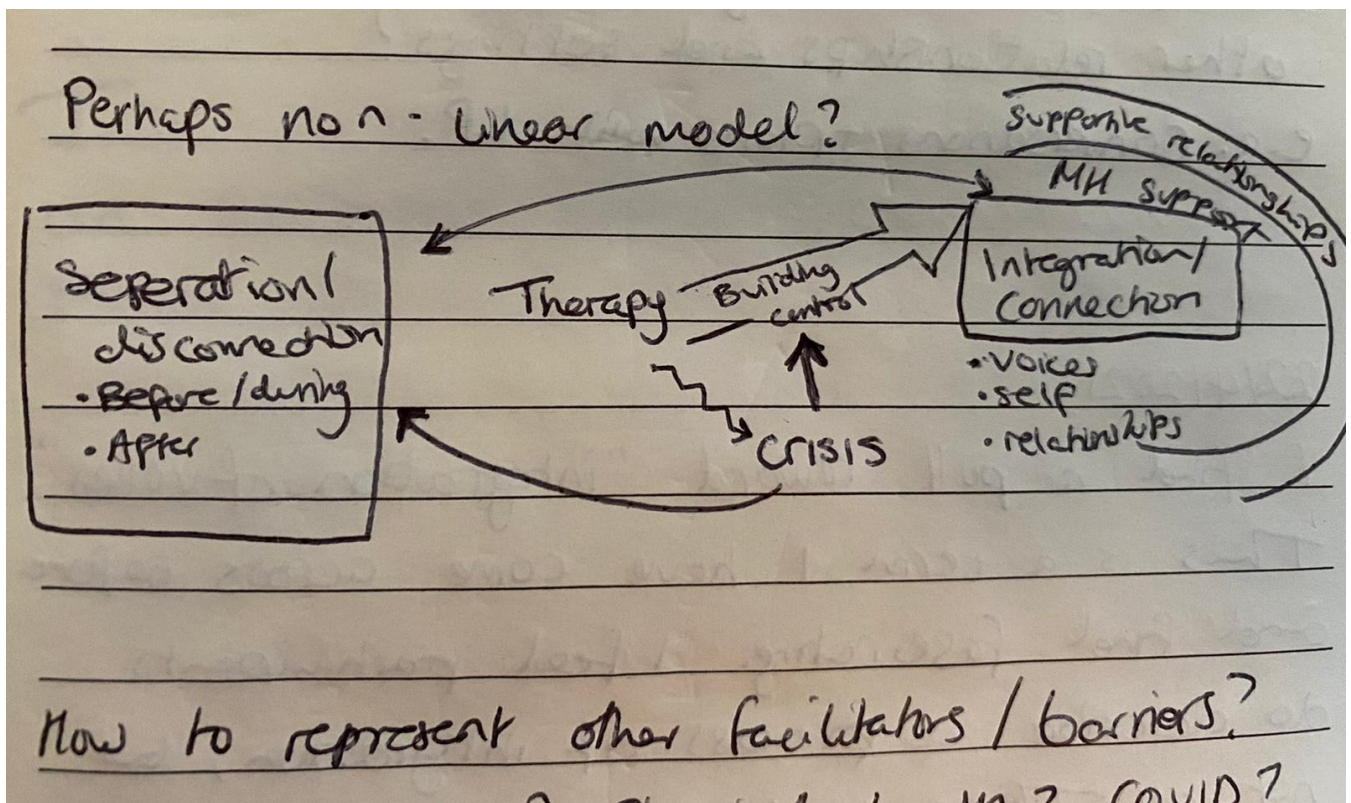 Perhaps non-linear model?
supportive relationships
MH support
Seperation/
disconnection
• Before/during
• After
Therapy
Building
control
crisis
Integration/
connection
• voices
• self
• relationships
How to represent other facilitators / barriers?
COVID?